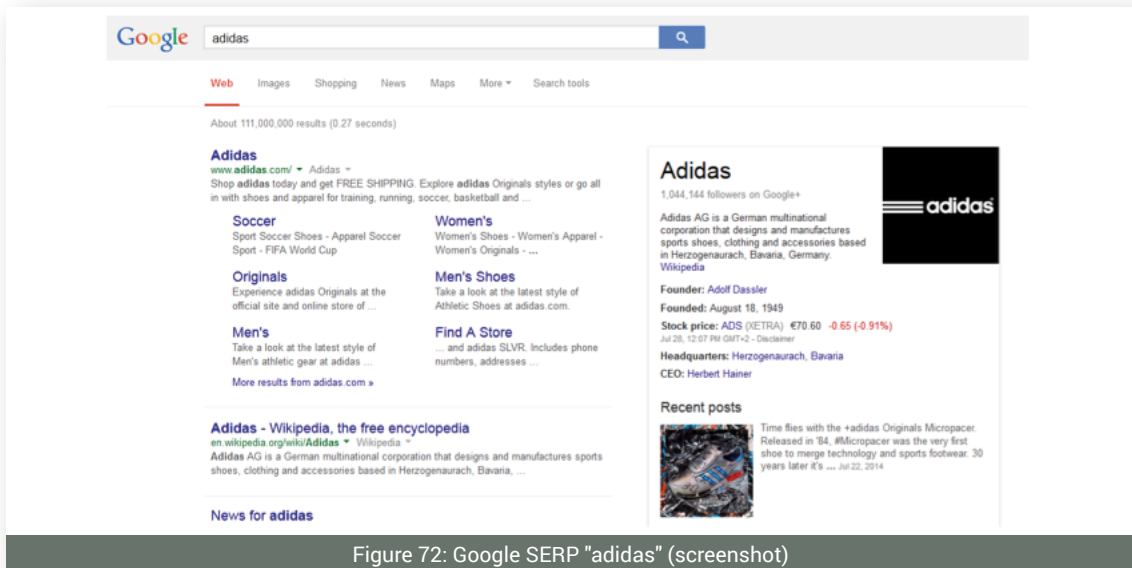 Google adidas
Web Images Shopping News Maps More Search tools
About 111,000,000 results (0.27 seconds)
Adidas
www.adidas.com/ Adidas
Shop adidas today and get FREE SHIPPING. Explore adidas Originals styles or go all
in with shoes and apparel for training, running, soccer, basketball and ...
Soccer
Sport Soccer Shoes - Apparel Soccer
Sport - FIFA World Cup
Women's
Women's Shoes - Women's Apparel -
Women's Originals - ...
Originals
Experience adidas Originals at the
official site and online store of ...
Men's Shoes
Take a look at the latest style of
Athletic Shoes at adidas.com.
Men's
Take a look at the latest style of
Men's athletic gear at adidas ...
Find A Store
... and adidas SLVR. Includes phone
numbers, addresses ...
More results from adidas.com »
Adidas - Wikipedia, the free encyclopedia
en.wikipedia.org/wiki/Adidas Wikipedia
Adidas AG is a German multinational corporation that designs and manufactures sports
shoes, clothing and accessories based in Herzogenaurach, Bavaria, ...
News for adidas
Adidas
1,044,144 followers on Google+
adidas
Adidas AG is a German multinational
corporation that designs and manufactures
sports shoes, clothing and accessories based
in Herzogenaurach, Bavaria, Germany.
Wikipedia
Founder: Adolf Dassler
Founded: August 18, 1949
Stock price: ADS (XETRA) €70.60 -0.65 (-0.91%)
Jul 28, 12:07 PM GMT+2 - Disclaimer
Headquarters: Herzogenaurach, Bavaria
CEO: Herbert Hainer
Recent posts
Time flies with the +adidas Originals Micropacer.
Released in '84, #Micropacer was the very first
shoe to merge technology and sports footwear. 30
years later it's ... Jul 22, 2014
Figure 72: Google SERP "adidas" (screenshot)